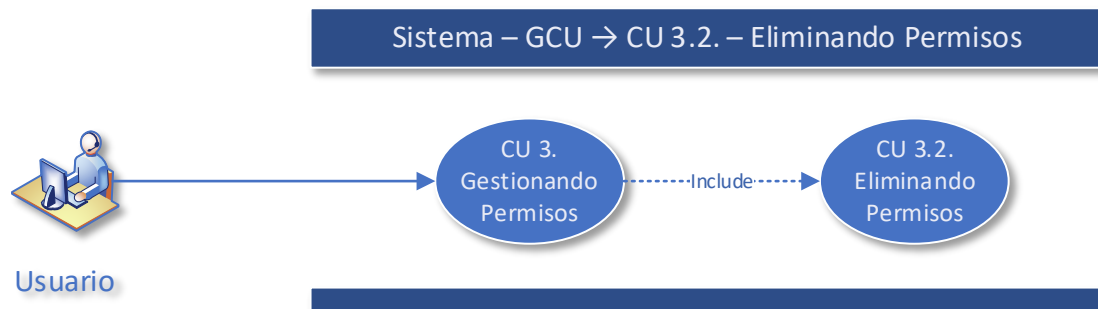 Sistema – GCU → CU 3.2. – Eliminando Permisos
CU 3.
Gestionando
Permisos
Include
CU 3.2.
Eliminando
Permisos
Usuario